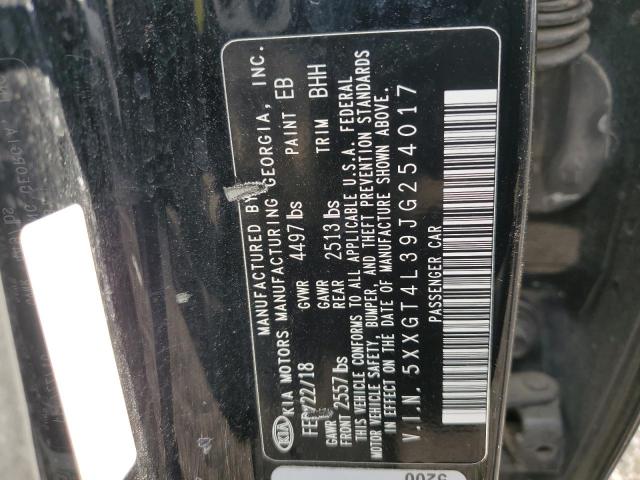 KIA
MANUFACTURED BY
KIA MOTORS MANUFACTURING GEORGIA, INC.
FEB/22/18 GVWR 4497 lbs PAINT EB
GAWR FRONT 2557 lbs GAWR REAR 2513 lbs TRIM BHH
THIS VEHICLE CONFORMS TO ALL APPLICABLE U.S.A. FEDERAL
MOTOR VEHICLE SAFETY, BUMPER, AND THEFT PREVENTION STANDARDS
IN EFFECT ON THE DATE OF MANUFACTURE SHOWN ABOVE.
V.I.N. 5XXGT4L39JG254017
PASSENGER CAR
5200